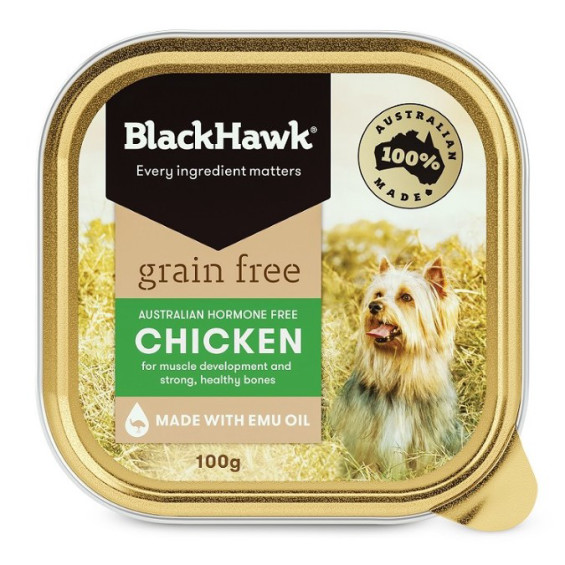 BlackHawk®
Every ingredient matters
AUSTRALIAN
100%
MADE
grain free
AUSTRALIAN HORMONE FREE
CHICKEN
for muscle development and
strong, healthy bones
MADE WITH EMU OIL
100g